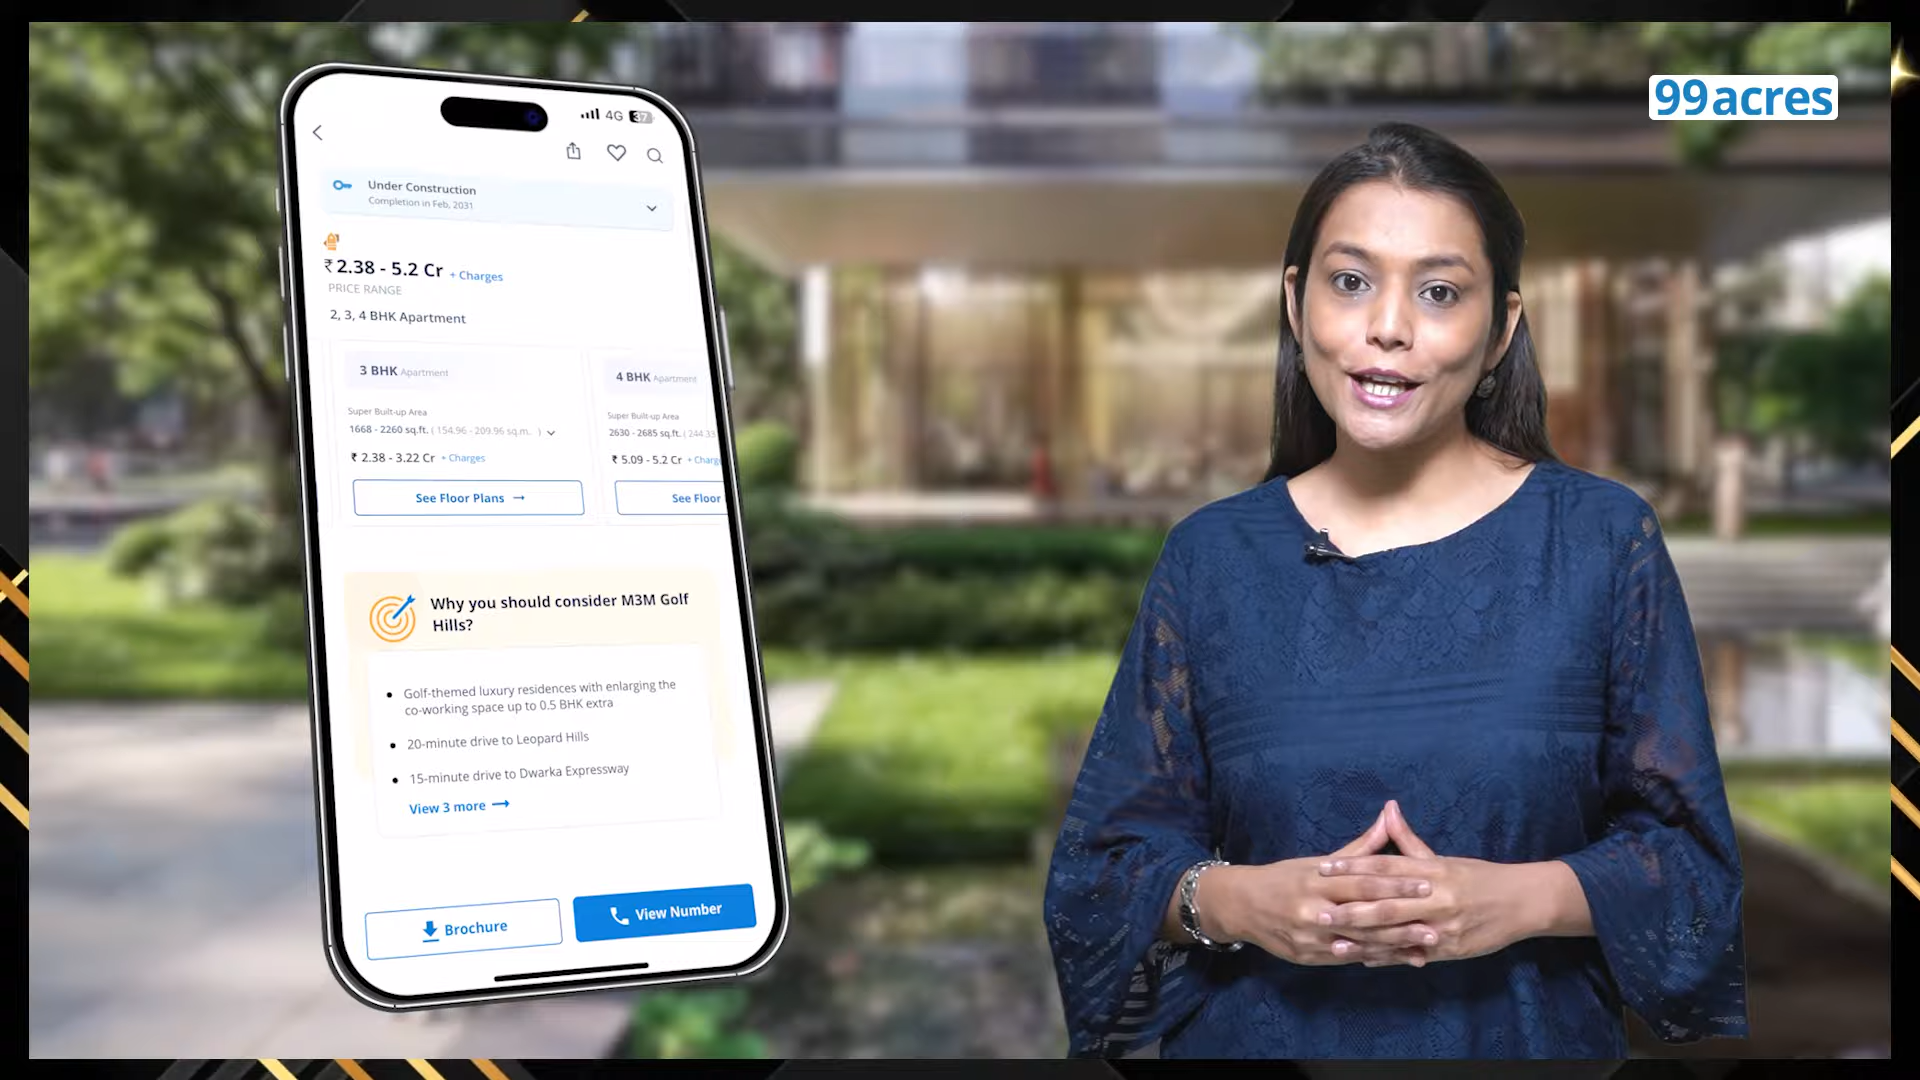 99acres
4G 37
Under Construction
Completion in Feb, 2031
₹ 2.38 - 5.2 Cr + Charges
PRICE RANGE
2, 3, 4 BHK Apartment
3 BHK Apartment
Super Built-up Area
1668 - 2260 sq.ft. ( 154.96 - 209.96 sq.m. )
₹ 2.38 - 3.22 Cr + Charges
See Floor Plans →
4 BHK Apartment
Super Built-up Area
2630 - 2685 sq.ft. ( 244.33
₹ 5.09 - 5.2 Cr + Charg
See Floor
Why you should consider M3M Golf
Hills?
• Golf-themed luxury residences with enlarging the
co-working space up to 0.5 BHK extra
• 20-minute drive to Leopard Hills
• 15-minute drive to Dwarka Expressway
View 3 more →
Brochure
View Number